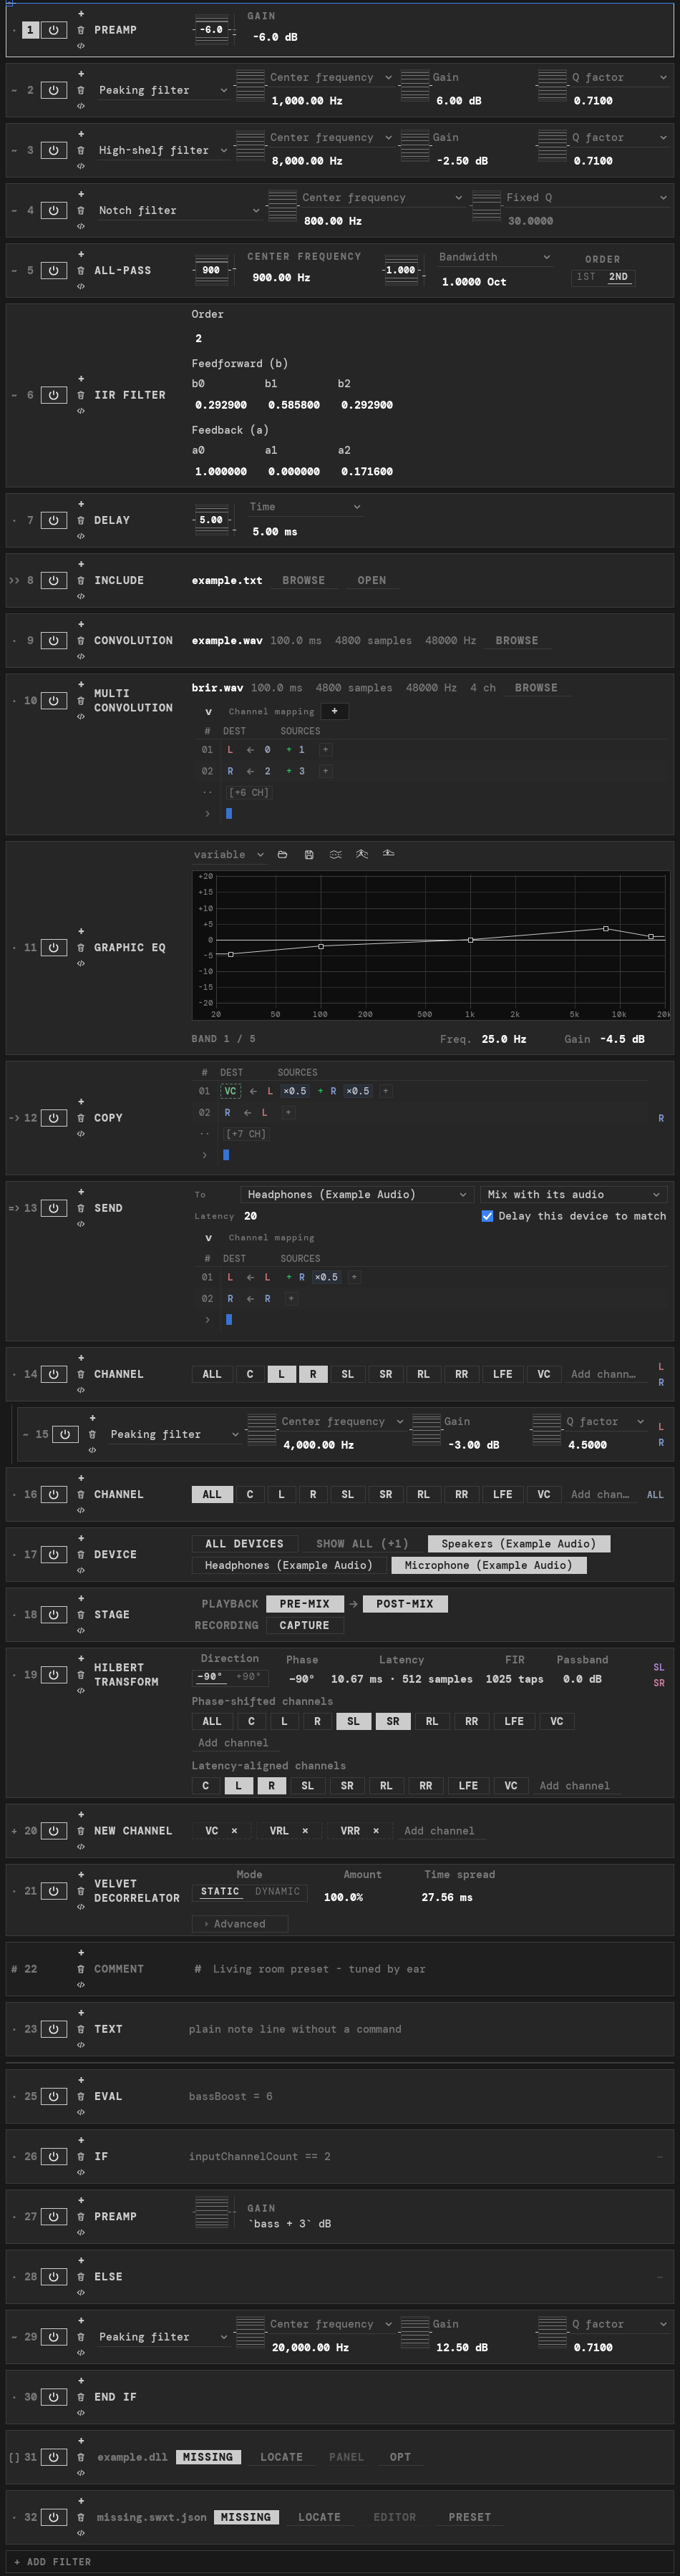 1 PREAMP -6.0 GAIN -6.0 dB
~ 2 Peaking filter Center frequency 1,000.00 Hz Gain 6.00 dB Q factor 0.7100
~ 3 High-shelf filter Center frequency 8,000.00 Hz Gain -2.50 dB Q factor 0.7100
~ 4 Notch filter Center frequency 800.00 Hz Fixed Q 30.0000
~ 5 ALL-PASS 900 CENTER FREQUENCY 900.00 Hz 1.000 Bandwidth 1.0000 Oct ORDER 1ST 2ND
Order
2
Feedforward (b)
b0 b1 b2
~ 6 IIR FILTER
0.292900 0.585800 0.292900
Feedback (a)
a0 a1 a2
1.000000 0.000000 0.171600
7 DELAY 5.00 Time 5.00 ms
>> 8 INCLUDE example.txt BROWSE OPEN
9 CONVOLUTION example.wav 100.0 ms 4800 samples 48000 Hz BROWSE
10 MULTI CONVOLUTION brir.wav 100.0 ms 4800 samples 48000 Hz 4 ch BROWSE
v Channel mapping +
# DEST SOURCES
01 L ← 0 + 1 +
02 R ← 2 + 3 +
·· [+6 CH]
>
variable
+20
+15
+10
+5
0
-5
-10
-15
-20
20 50 100 200 500 1k 2k 5k 10k 20k
11 GRAPHIC EQ
BAND 1 / 5 Freq. 25.0 Hz Gain -4.5 dB
# DEST SOURCES
01 VC ← L ×0.5 + R ×0.5 +
-> 12 COPY 02 R ← L + R
·· [+7 CH]
>
=> 13 SEND To Headphones (Example Audio) Mix with its audio
Latency 20 Delay this device to match
v Channel mapping
# DEST SOURCES
01 L ← L + R ×0.5 +
02 R ← R +
>
14 CHANNEL ALL C L R SL SR RL RR LFE VC Add chann… L R
~ 15 Peaking filter Center frequency 4,000.00 Hz Gain -3.00 dB Q factor 4.5000 L R
16 CHANNEL ALL C L R SL SR RL RR LFE VC Add chan… ALL
17 DEVICE ALL DEVICES SHOW ALL (+1) Speakers (Example Audio)
Headphones (Example Audio) Microphone (Example Audio)
18 STAGE PLAYBACK PRE-MIX → POST-MIX
RECORDING CAPTURE
19 HILBERT TRANSFORM Direction Phase Latency FIR Passband
−90° +90° −90° 10.67 ms · 512 samples 1025 taps 0.0 dB SL SR
Phase-shifted channels
ALL C L R SL SR RL RR LFE VC
Add channel
Latency-aligned channels
C L R SL SR RL RR LFE VC Add channel
+ 20 NEW CHANNEL VC × VRL × VRR × Add channel
21 VELVET DECORRELATOR Mode Amount Time spread
STATIC DYNAMIC 100.0% 27.56 ms
› Advanced
# 22 COMMENT # Living room preset - tuned by ear
23 TEXT plain note line without a command
25 EVAL bassBoost = 6
26 IF inputChannelCount == 2
27 PREAMP GAIN `bass + 3` dB
28 ELSE
~ 29 Peaking filter Center frequency 20,000.00 Hz Gain 12.50 dB Q factor 0.7100
30 END IF
[] 31 example.dll MISSING LOCATE PANEL OPT
32 missing.swxt.json MISSING LOCATE EDITOR PRESET
+ ADD FILTER